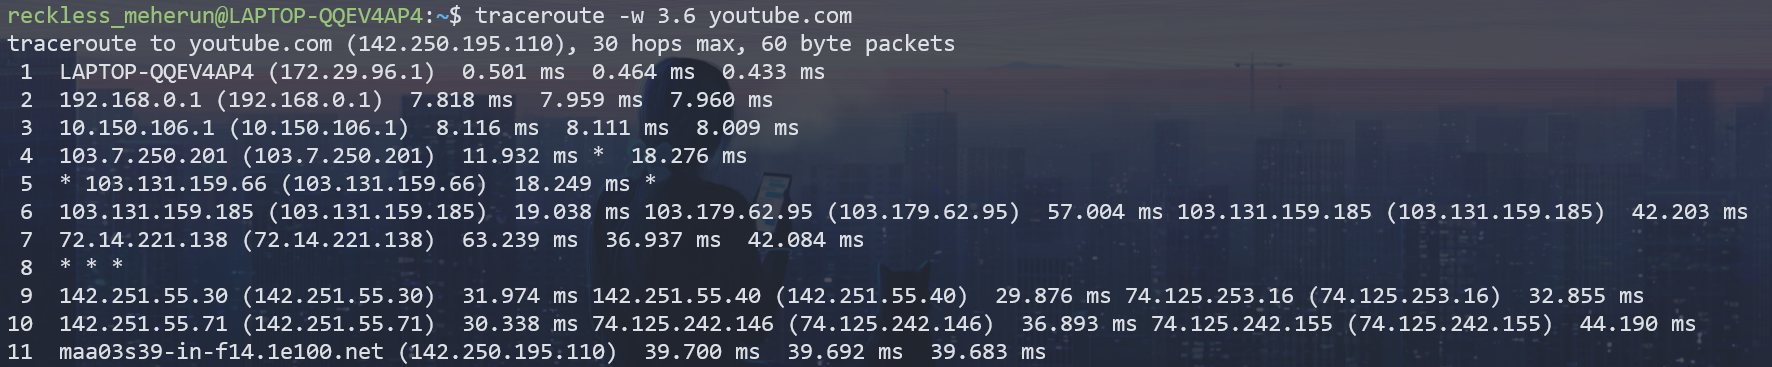 reckless_meherun@LAPTOP-QQEV4AP4:~$ traceroute -w 3.6 youtube.com
traceroute to youtube.com (142.250.195.110), 30 hops max, 60 byte packets
 1  LAPTOP-QQEV4AP4 (172.29.96.1)  0.501 ms  0.464 ms  0.433 ms
 2  192.168.0.1 (192.168.0.1)  7.818 ms  7.959 ms  7.960 ms
 3  10.150.106.1 (10.150.106.1)  8.116 ms  8.111 ms  8.009 ms
 4  103.7.250.201 (103.7.250.201)  11.932 ms *  18.276 ms
 5  * 103.131.159.66 (103.131.159.66)  18.249 ms *
 6  103.131.159.185 (103.131.159.185)  19.038 ms 103.179.62.95 (103.179.62.95)  57.004 ms 103.131.159.185 (103.131.159.185)  42.203 ms
 7  72.14.221.138 (72.14.221.138)  63.239 ms  36.937 ms  42.084 ms
 8  * * *
 9  142.251.55.30 (142.251.55.30)  31.974 ms 142.251.55.40 (142.251.55.40)  29.876 ms 74.125.253.16 (74.125.253.16)  32.855 ms
10  142.251.55.71 (142.251.55.71)  30.338 ms 74.125.242.146 (74.125.242.146)  36.893 ms 74.125.242.155 (74.125.242.155)  44.190 ms
11  maa03s39-in-f14.1e100.net (142.250.195.110)  39.700 ms  39.692 ms  39.683 ms